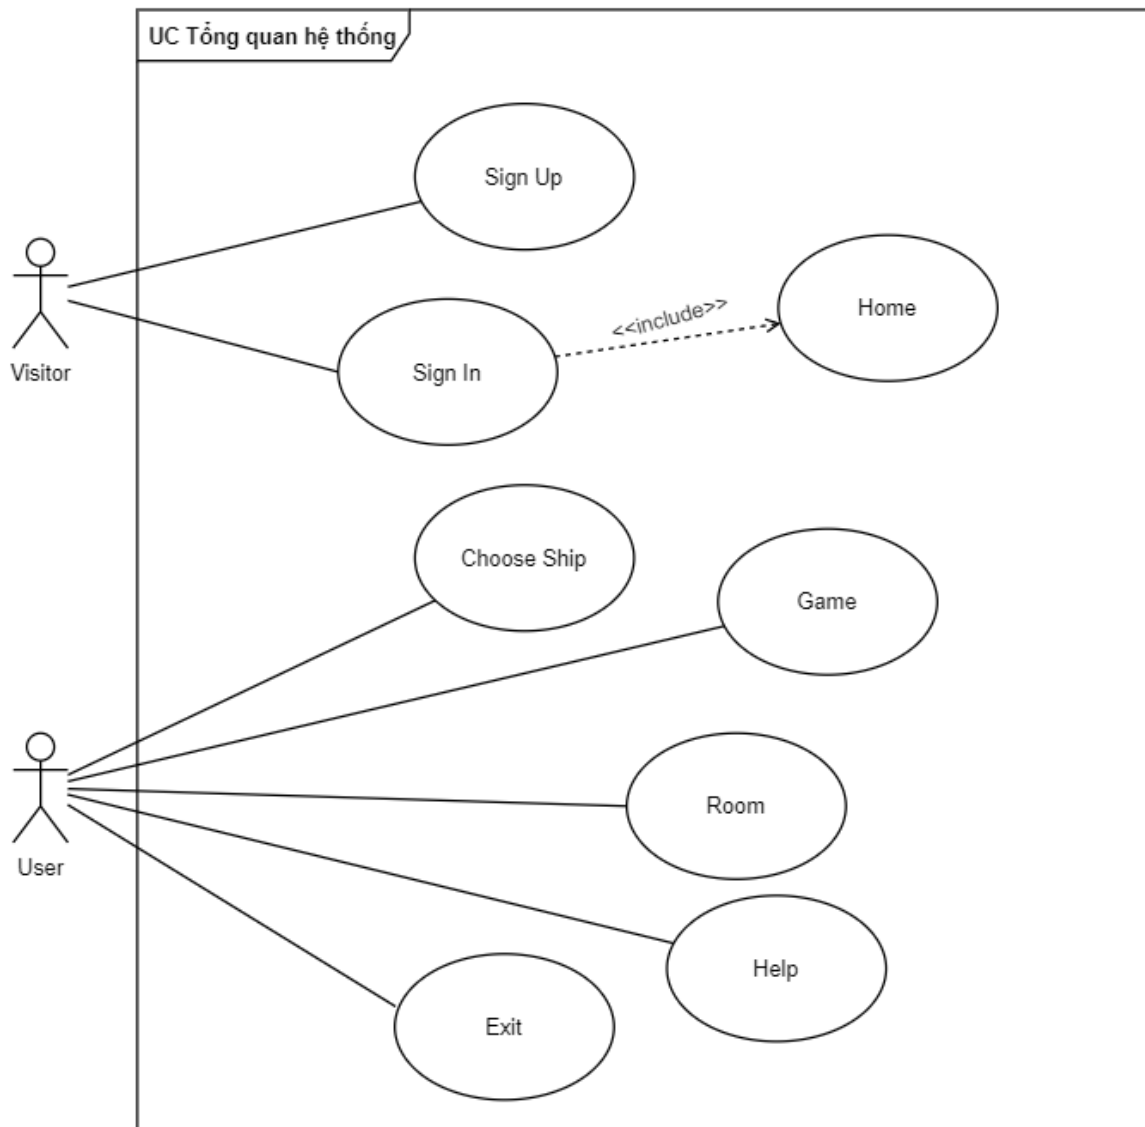 UC Tổng quan hệ thống
Sign Up
Home
<<include>>
Sign In
Visitor
Choose Ship
Game
Room
User
Help
Exit